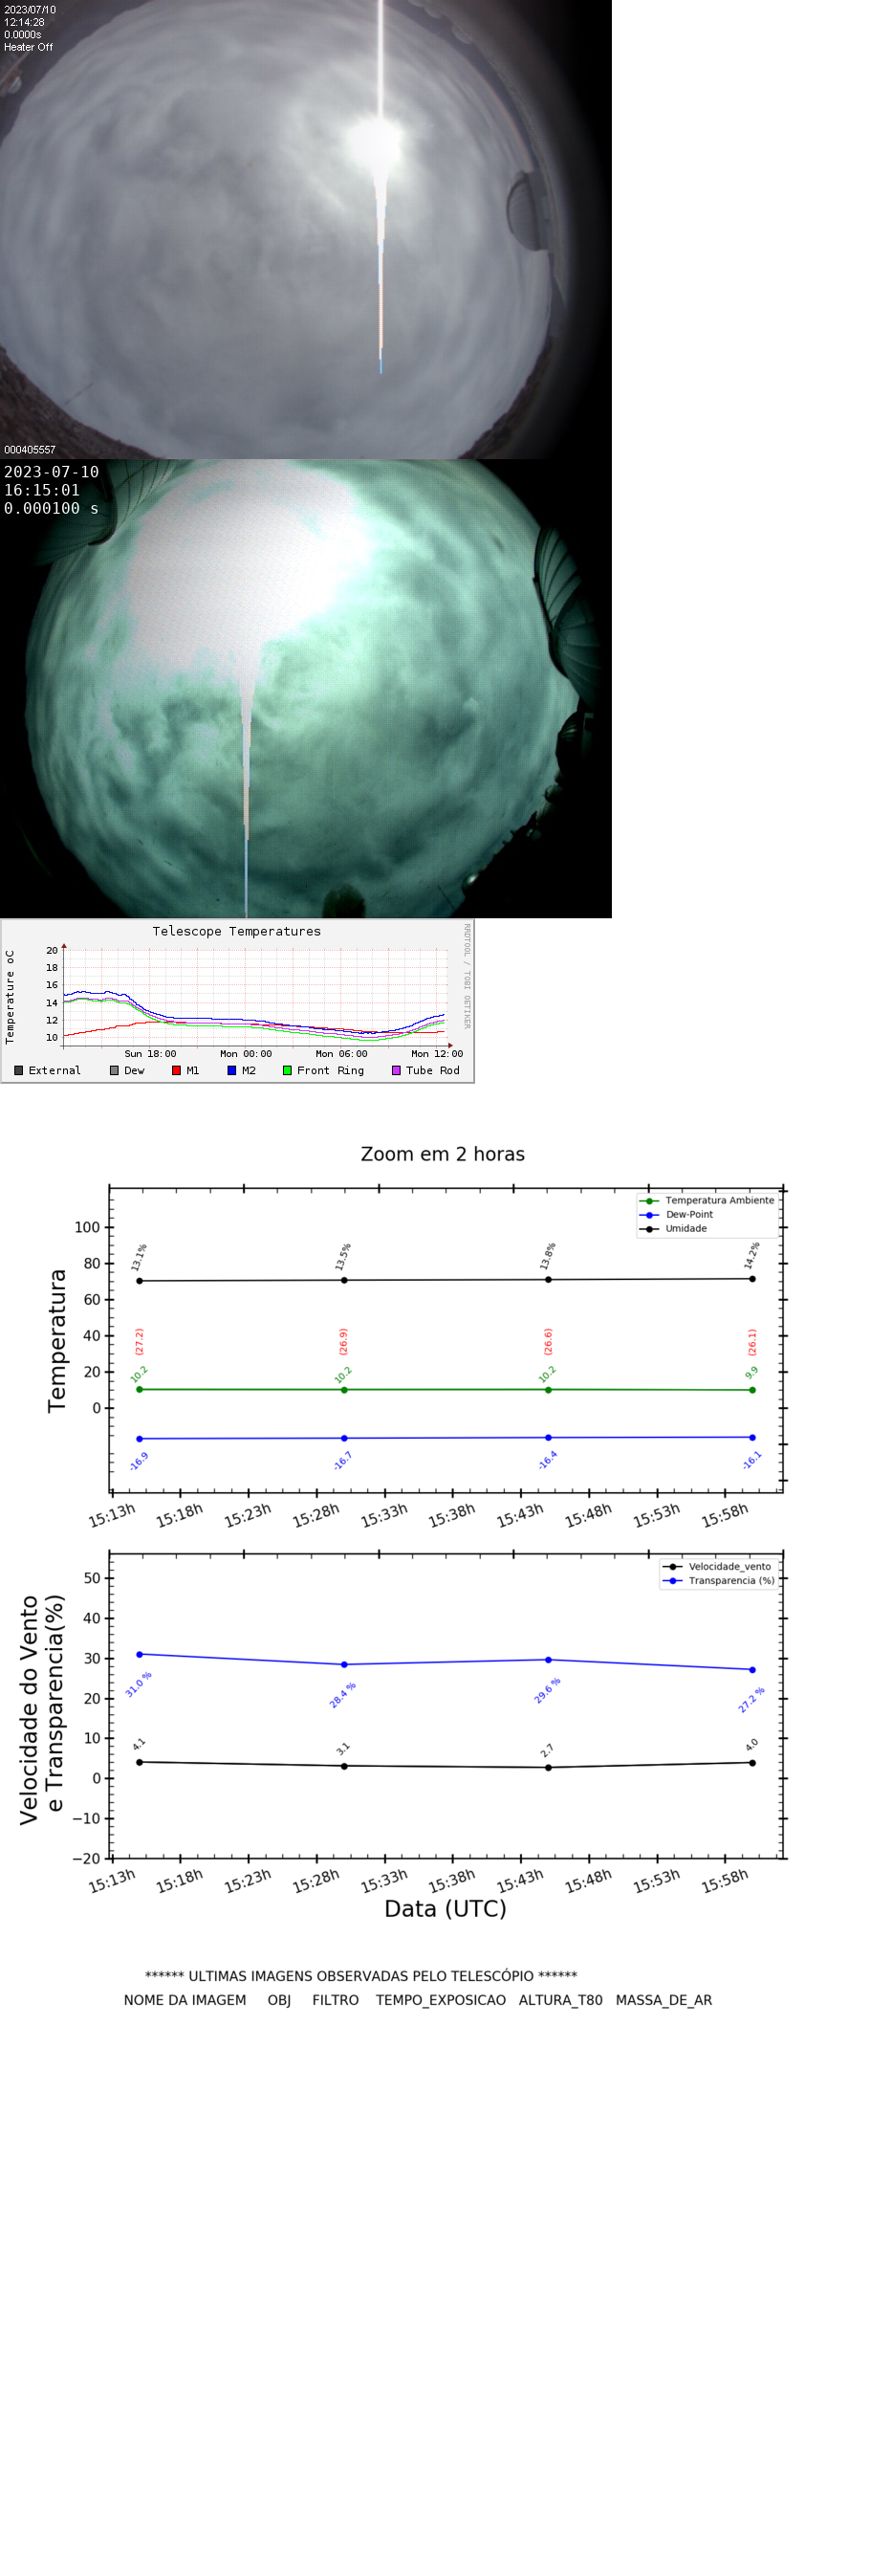 2023/07/10
12:14:28
0.0000s
Heater Off
000405557
2023-07-10
16:15:01
0.000100 s
Telescope Temperatures
RRDTOOL / TOBI OETIKER
Temperature oC
20
18
16
14
12
10
Sun 18:00 Mon 00:00 Mon 06:00 Mon 12:00
External Dew M1 M2 Front Ring Tube Rod
Zoom em 2 horas
Temperatura Ambiente
Dew-Point
Umidade
Temperatura
100
80
60
40
20
0
13.1% 13.5% 13.8% 14.2%
(27.2) (26.9) (26.6) (26.1)
10.2 10.2 10.2 9.9
-16.9 -16.7 -16.4 -16.1
15:13h 15:18h 15:23h 15:28h 15:33h 15:38h 15:43h 15:48h 15:53h 15:58h
Velocidade_vento
Transparencia (%)
Velocidade do Vento
e Transparencia(%)
50
40
30
20
10
0
−10
−20
31.0 % 28.4 % 29.6 % 27.2 %
4.1 3.1 2.7 4.0
15:13h 15:18h 15:23h 15:28h 15:33h 15:38h 15:43h 15:48h 15:53h 15:58h
Data (UTC)
****** ULTIMAS IMAGENS OBSERVADAS PELO TELESCÓPIO ******
NOME DA IMAGEM OBJ FILTRO TEMPO_EXPOSICAO ALTURA_T80 MASSA_DE_AR